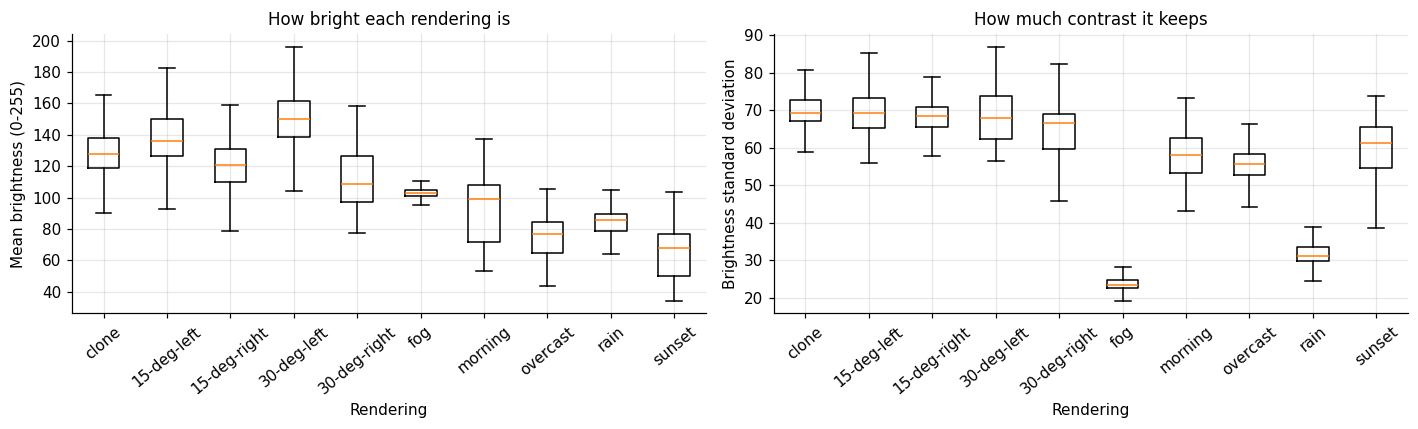 How bright each rendering is
Mean brightness (0-255)
200
180
160
140
120
100
80
60
40
clone
15-deg-left
15-deg-right
30-deg-left
30-deg-right
fog
morning
overcast
rain
sunset
Rendering
How much contrast it keeps
Brightness standard deviation
90
80
70
60
50
40
30
20
clone
15-deg-left
15-deg-right
30-deg-left
30-deg-right
fog
morning
overcast
rain
sunset
Rendering